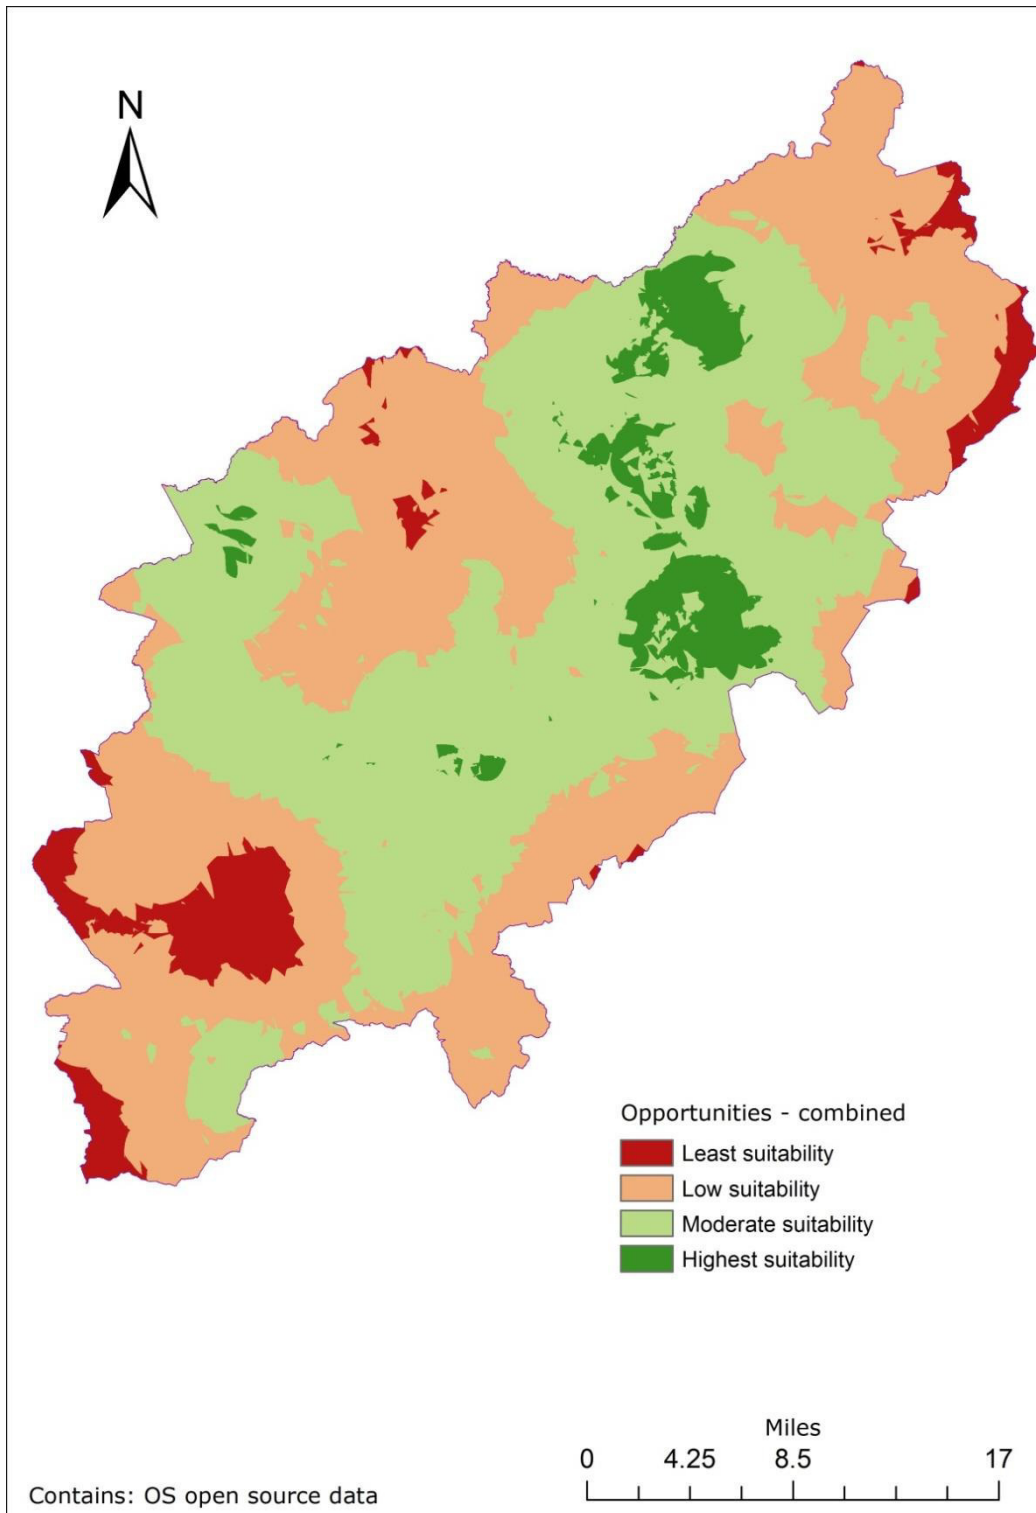 N
Opportunities - combined
Least suitability
Low suitability
Moderate suitability
Highest suitability
Miles
0 4.25 8.5 17
Contains: OS open source data